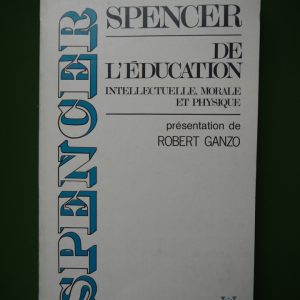 SPENCER
SPENCER
DE
L'ÉDUCATION
INTELLECTUELLE, MORALE
ET PHYSIQUE
présentation de
ROBERT GANZO